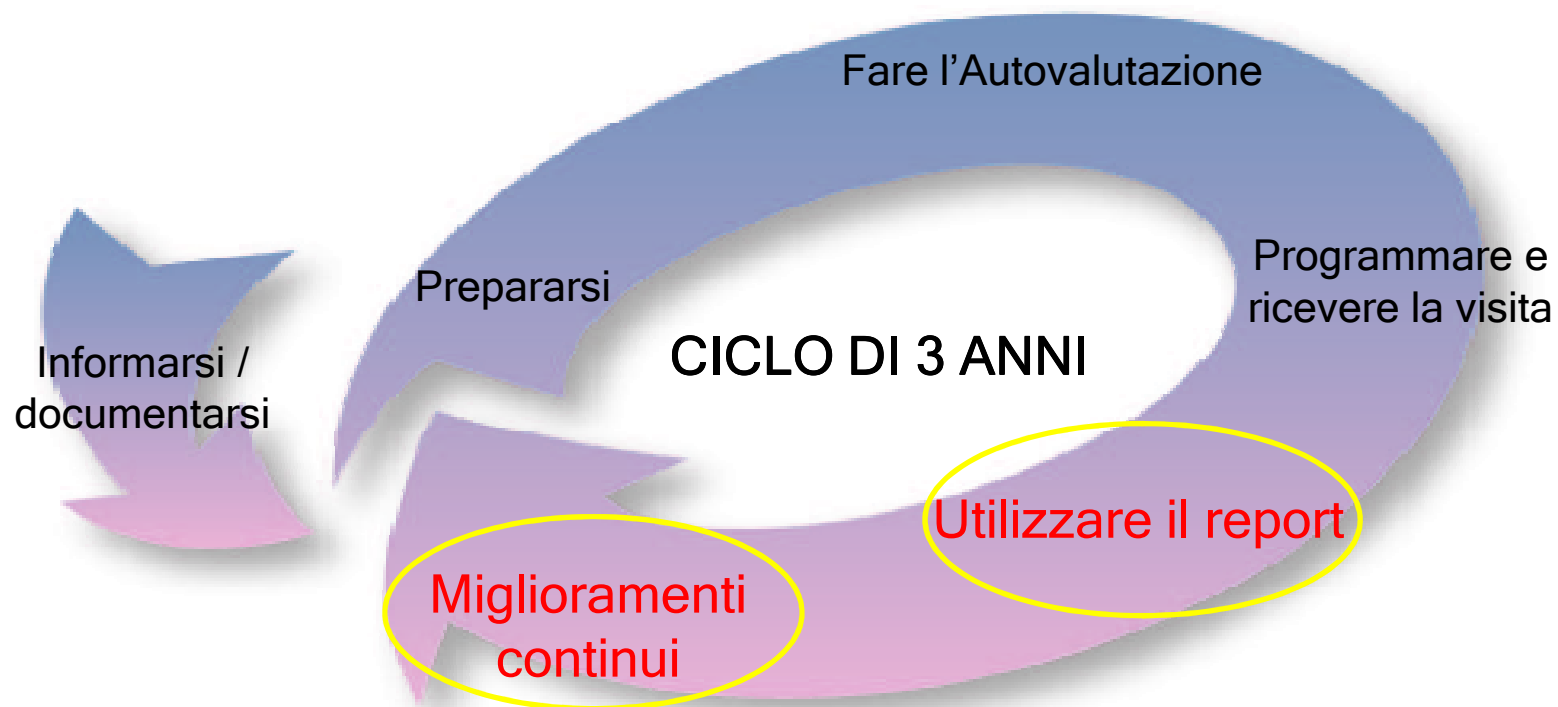 Informarsi /
documentarsi
Prepararsi
Fare l’Autovalutazione
Programmare e
ricevere la visita
CICLO DI 3 ANNI
Utilizzare il report
Miglioramenti
continui